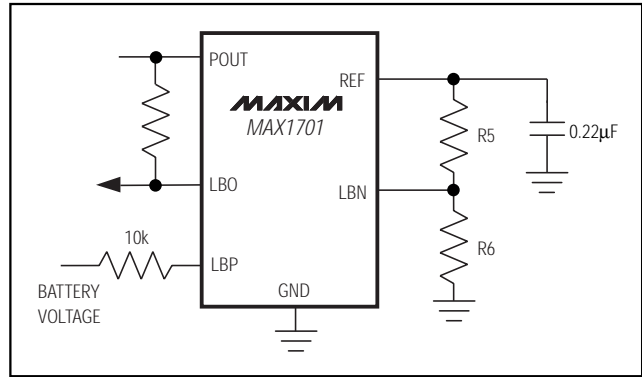 POUT
REF
MAXIM
MAX1701
R5
0.22µF
LBO
LBN
10k
LBP
R6
BATTERY
VOLTAGE
GND